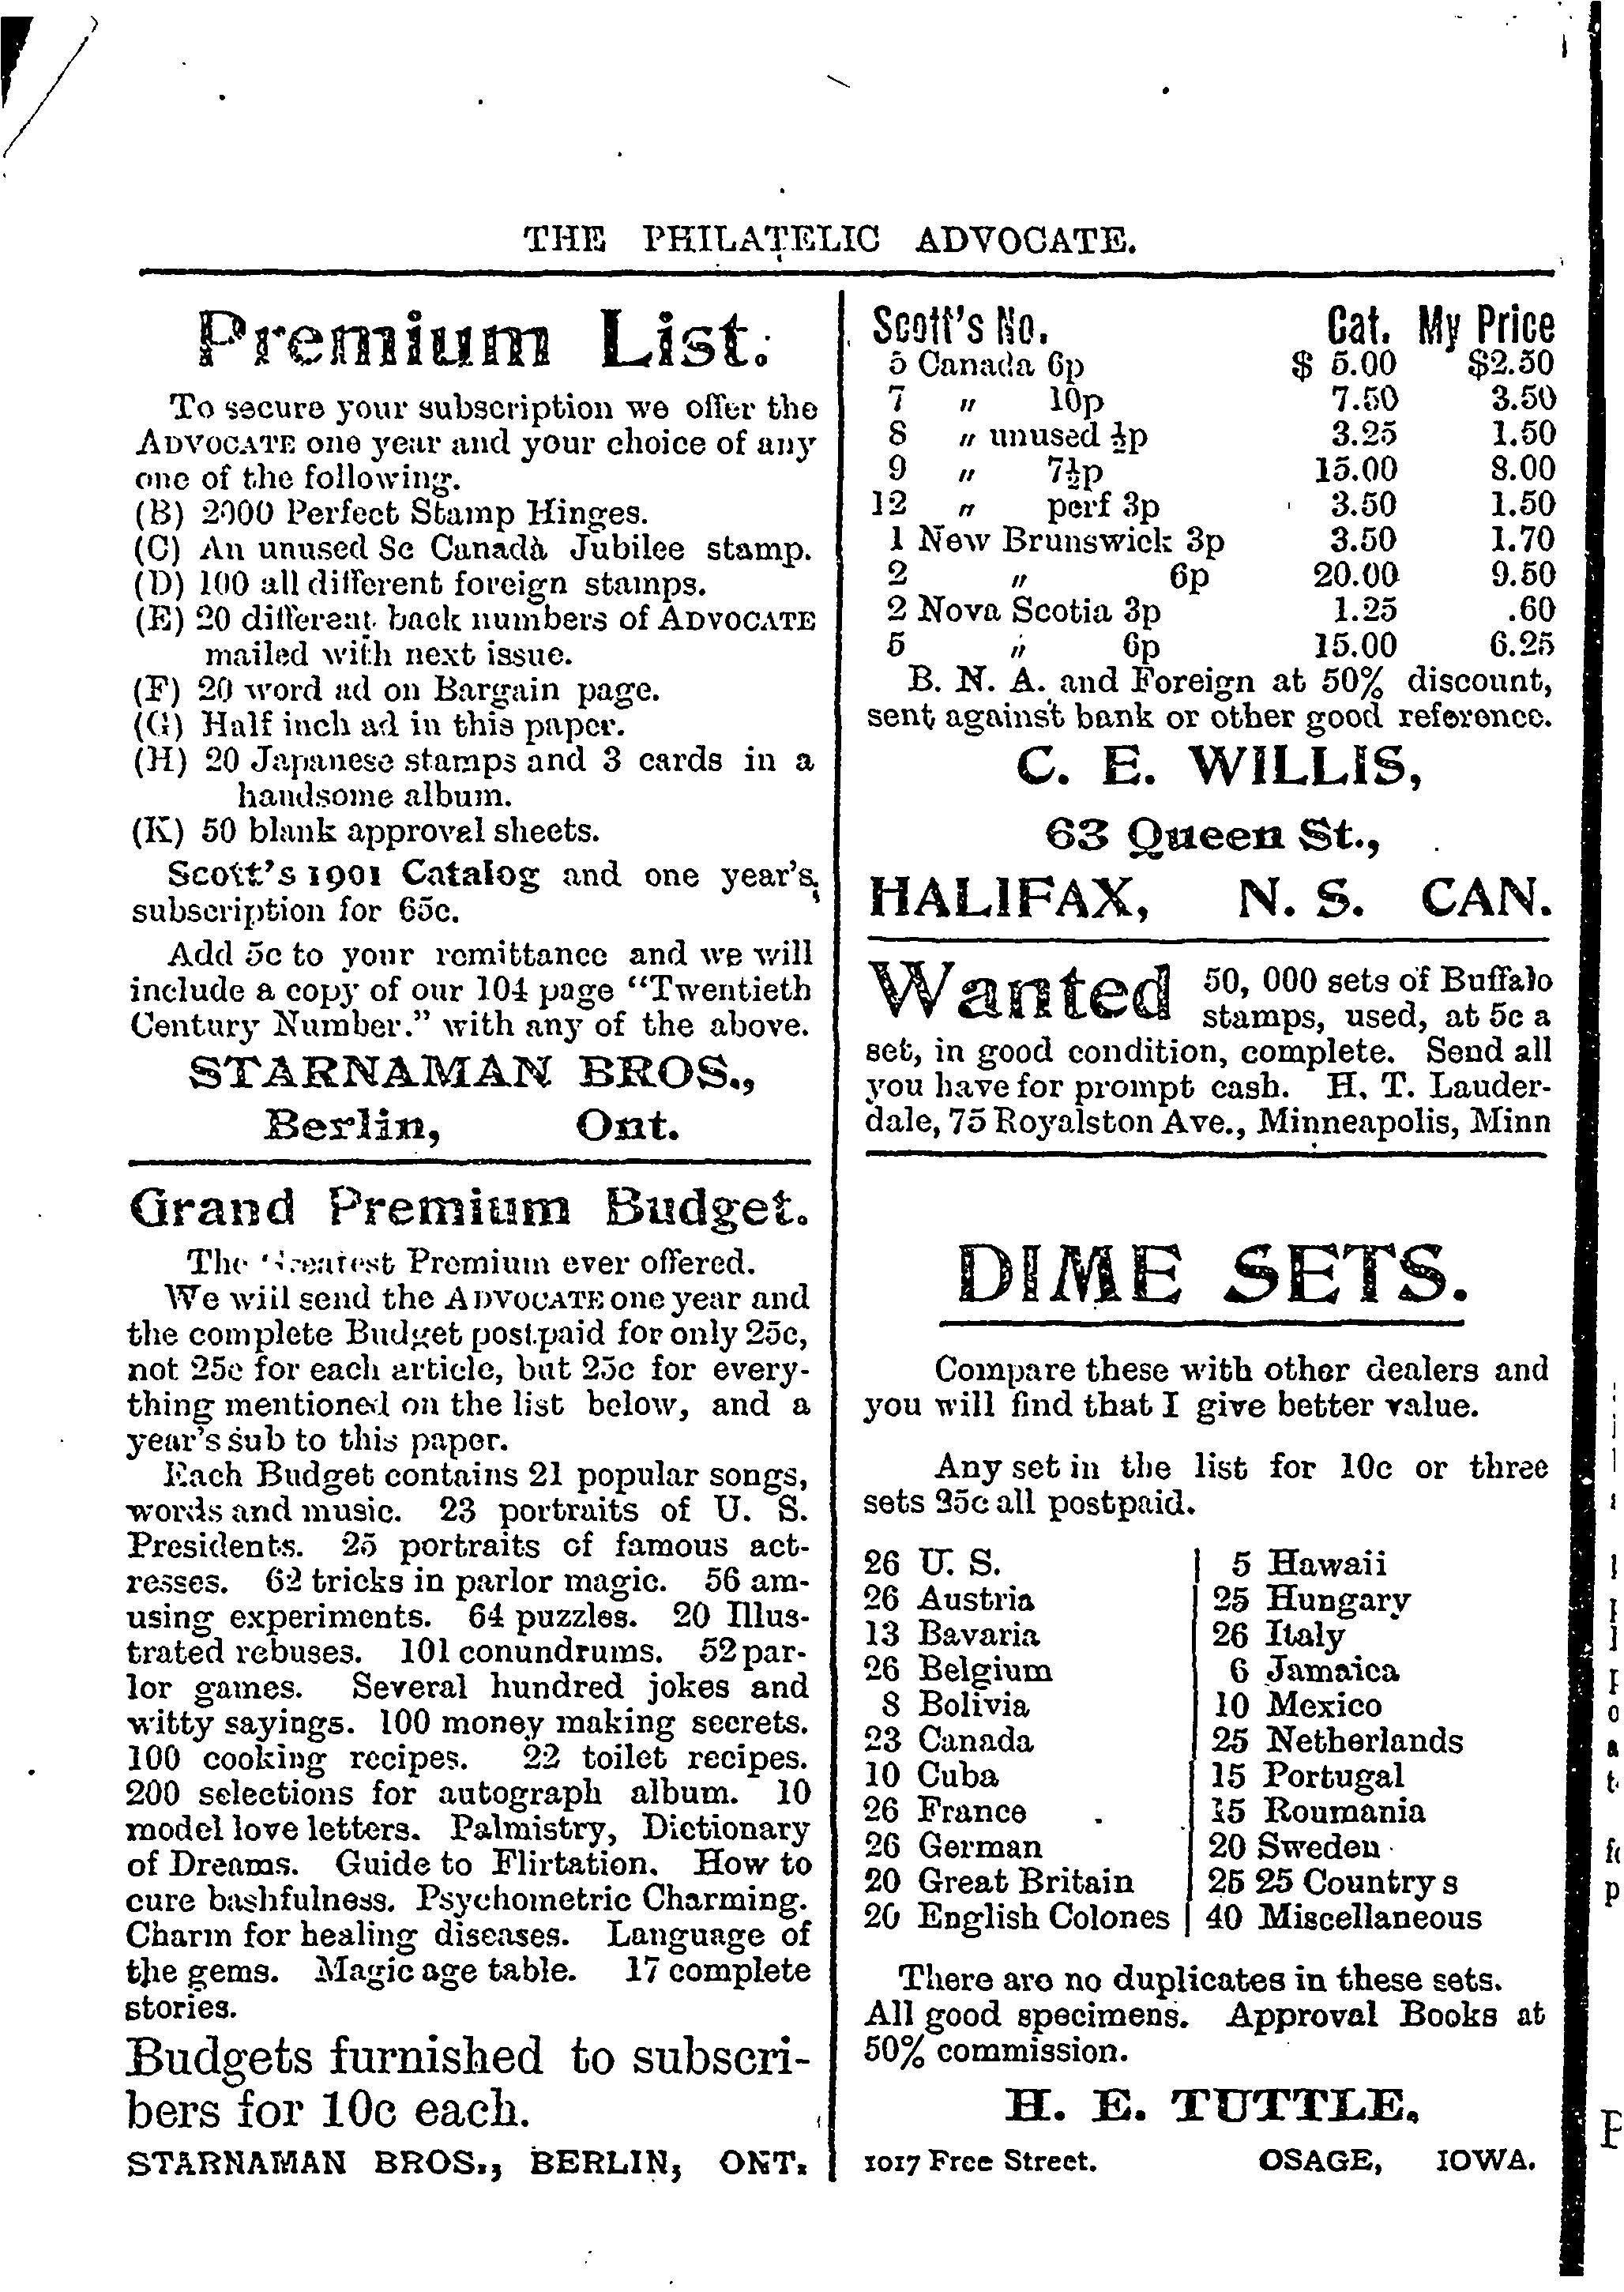 THE PHILATELIC ADVOCATE.
Premium List.
To secure your subscription we offer the
ADVOCATE one year and your choice of any
one of the following.
(B) 2000 Perfect Stamp Hinges.
(C) An unused 8c Canada Jubilee stamp.
(D) 100 all different foreign stamps.
(E) 20 different back numbers of ADVOCATE
mailed with next issue.
(F) 20 word ad on Bargain page.
(G) Half inch ad in this paper.
(H) 20 Japanese stamps and 3 cards in a
handsome album.
(K) 50 blank approval sheets.
Scott's 1901 Catalog and one year's
subscription for 65c.
Add 5c to your remittance and we will
include a copy of our 104 page "Twentieth
Century Number." with any of the above.
STARNAMAN BROS.,
Berlin, Ont.
Grand Premium Budget.
The Greatest Premium ever offered.
We will send the ADVOCATE one year and
the complete Budget postpaid for only 25c,
not 25c for each article, but 25c for every-
thing mentioned on the list below, and a
year's sub to this paper.
Each Budget contains 21 popular songs,
words and music. 23 portraits of U. S.
Presidents. 25 portraits of famous act-
resses. 62 tricks in parlor magic. 56 am-
using experiments. 64 puzzles. 20 Illus-
trated rebuses. 101 conundrums. 52 par-
lor games. Several hundred jokes and
witty sayings. 100 money making secrets.
100 cooking recipes. 22 toilet recipes.
200 selections for autograph album. 10
model love letters. Palmistry, Dictionary
of Dreams. Guide to Flirtation. How to
cure bashfulness. Psychometric Charming.
Charm for healing diseases. Language of
the gems. Magic age table. 17 complete
stories.
Budgets furnished to subscri-
bers for 10c each.
STARNAMAN BROS., BERLIN, ONT.
Scott's No. Cat. My Price
5 Canada 6p $ 5.00 $2.50
7 " 10p 7.50 3.50
8 " unused ½p 3.25 1.50
9 " 7½p 15.00 8.00
12 " perf 3p 3.50 1.50
1 New Brunswick 3p 3.50 1.70
2 " 6p 20.00 9.50
2 Nova Scotia 3p 1.25 .60
5 " 6p 15.00 6.25
B. N. A. and Foreign at 50% discount,
sent against bank or other good reference.
C. E. WILLIS,
63 Queen St.,
HALIFAX, N. S. CAN.
Wanted 50, 000 sets of Buffalo
stamps, used, at 5c a
set, in good condition, complete. Send all
you have for prompt cash. H. T. Lauder-
dale, 75 Royalston Ave., Minneapolis, Minn
DIME SETS.
Compare these with other dealers and
you will find that I give better value.
Any set in the list for 10c or three
sets 25c all postpaid.
26 U. S. 5 Hawaii
26 Austria 25 Hungary
13 Bavaria 26 Italy
26 Belgium 6 Jamaica
8 Bolivia 10 Mexico
23 Canada 25 Netherlands
10 Cuba 15 Portugal
26 France 15 Roumania
26 German 20 Sweden
20 Great Britain 25 25 Countrys
20 English Colones 40 Miscellaneous
There are no duplicates in these sets.
All good specimens. Approval Books at
50% commission.
H. E. TUTTLE.
1017 Free Street. OSAGE, IOWA.